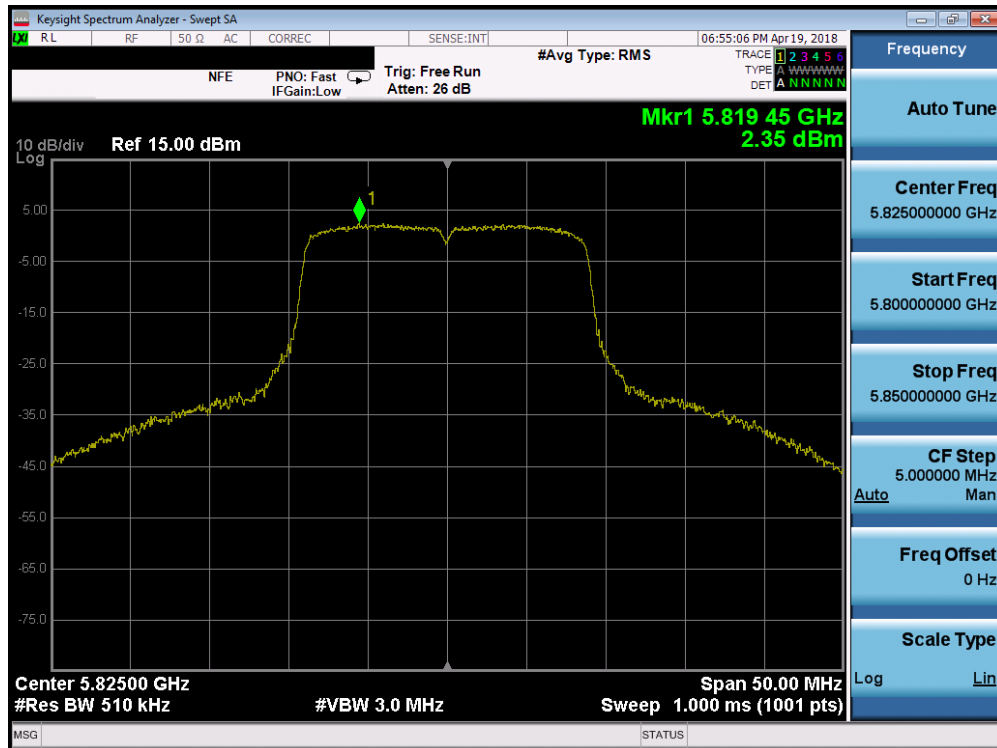 Keysight Spectrum Analyzer - Swept SA
LXI RL RF 50 Ω AC CORREC SENSE:INT 06:55:06 PM Apr 19, 2018
#Avg Type: RMS TRACE 1 2 3 4 5 6
NFE PNO: Fast Trig: Free Run TYPE A WWWWW
IFGain:Low Atten: 26 dB DET A N N N N N
Mkr1 5.819 45 GHz
2.35 dBm
10 dB/div Ref 15.00 dBm
Log
1
5.00
-5.00
-15.0
-25.0
-35.0
-45.0
-55.0
-65.0
-75.0
Center 5.82500 GHz Span 50.00 MHz
#Res BW 510 kHz #VBW 3.0 MHz Sweep 1.000 ms (1001 pts)
MSG STATUS
Frequency
Auto Tune
Center Freq
5.825000000 GHz
Start Freq
5.800000000 GHz
Stop Freq
5.850000000 GHz
CF Step
5.000000 MHz
Auto Man
Freq Offset
0 Hz
Scale Type
Log Lin